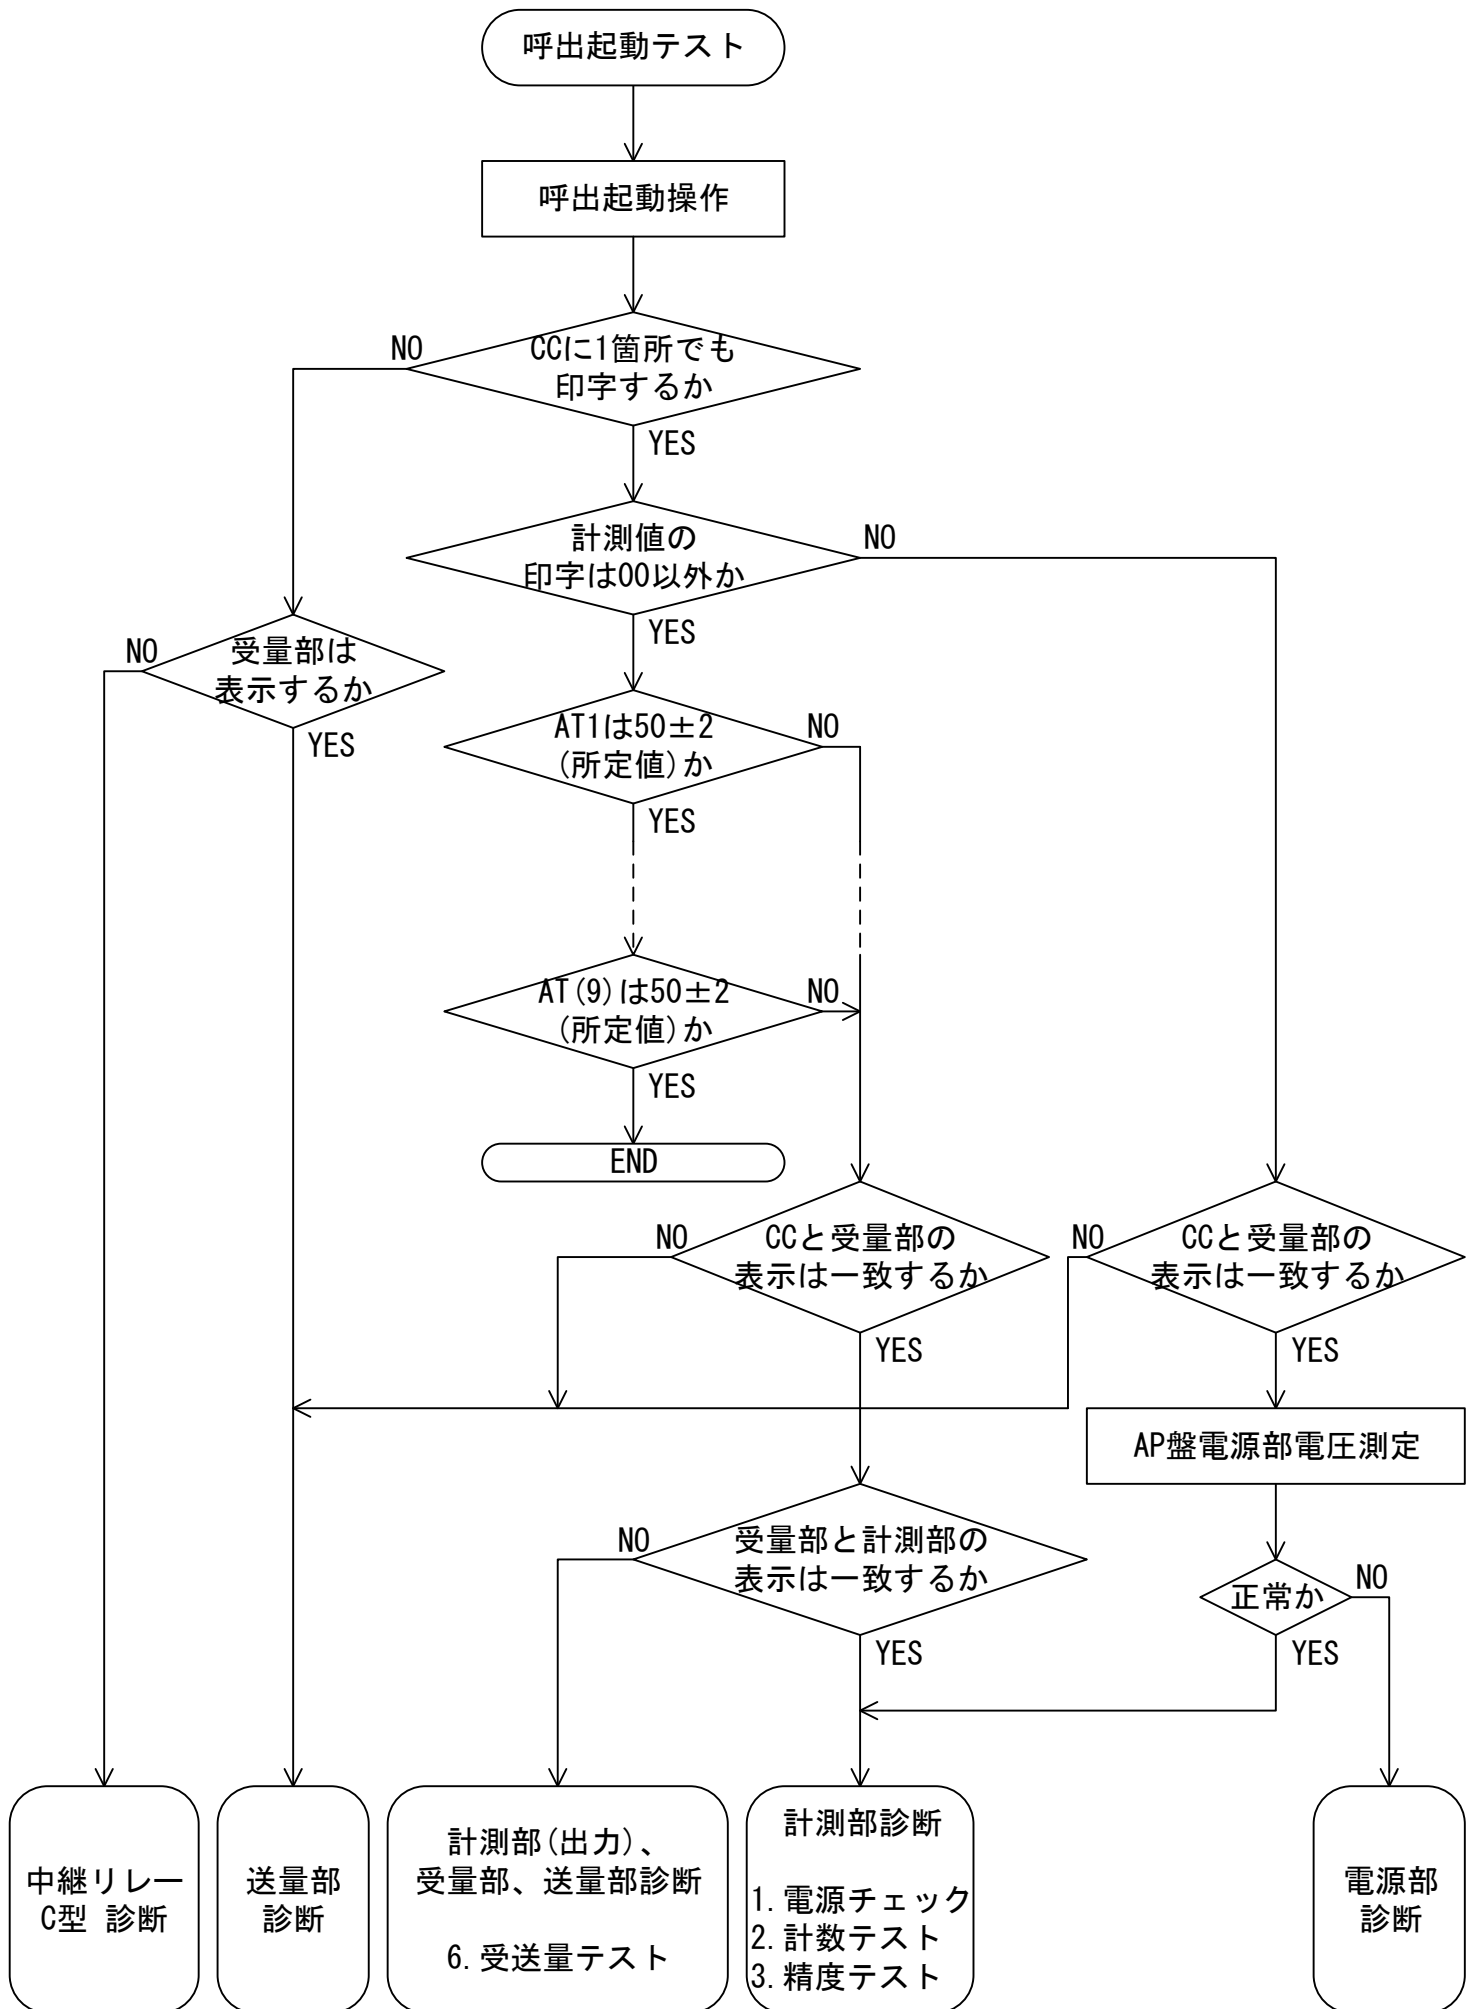 呼出起動テスト
呼出起動操作
NO
CCに1箇所でも
印字するか
YES
計測値の
印字は00以外か
NO
YES
NO
受量部は
表示するか
YES
AT1は50±2
(所定値)か
NO
YES
AT(9)は50±2
(所定値)か
NO
YES
END
NO
CCと受量部の
表示は一致するか
YES
NO
CCと受量部の
表示は一致するか
YES
AP盤電源部電圧測定
NO
受量部と計測部の
表示は一致するか
YES
正常か
NO
YES
中継リレー
C型 診断
送量部
診断
計測部(出力)、
受量部、送量部診断
6.受送量テスト
計測部診断
1.電源チェック
2.計数テスト
3.精度テスト
電源部
診断